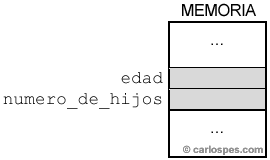 MEMORIA
...
edad
numero_de_hijos
...
© carlospes.com